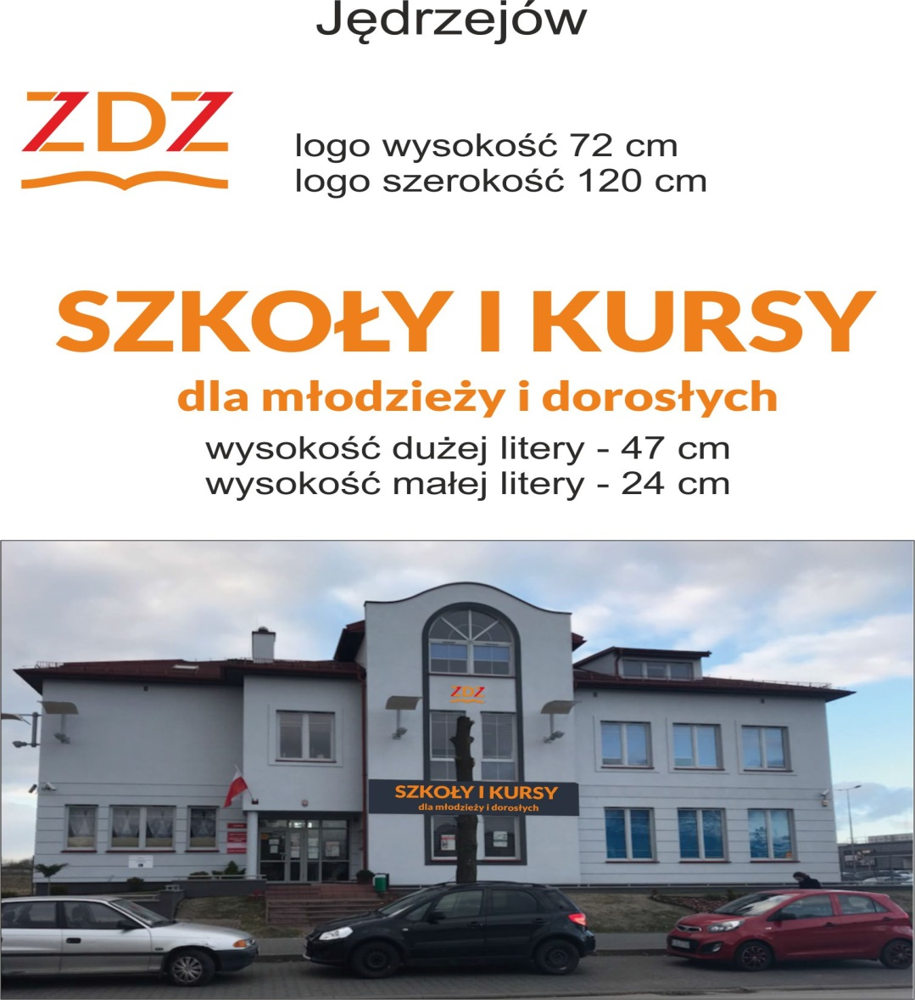 Jędrzejów
ZDZ
logo wysokość 72 cm
logo szerokość 120 cm
SZKOŁY I KURSY
dla młodzieży i dorosłych
wysokość dużej litery - 47 cm
wysokość małej litery - 24 cm
ZDZ
SZKOŁY I KURSY
dla młodzieży i dorosłych